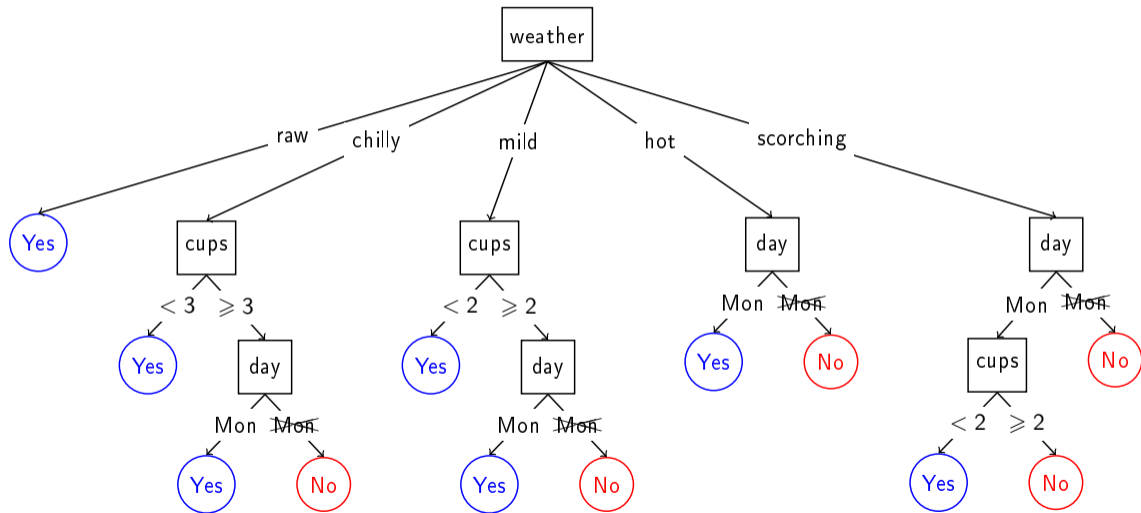 weather
raw chilly mild hot scorching
Yes cups cups day day
< 3 ⩾ 3 < 2 ⩾ 2 Mon Mon Mon Mon
Yes day Yes day Yes No cups No
Mon Mon Mon Mon < 2 ⩾ 2
Yes No Yes No Yes No